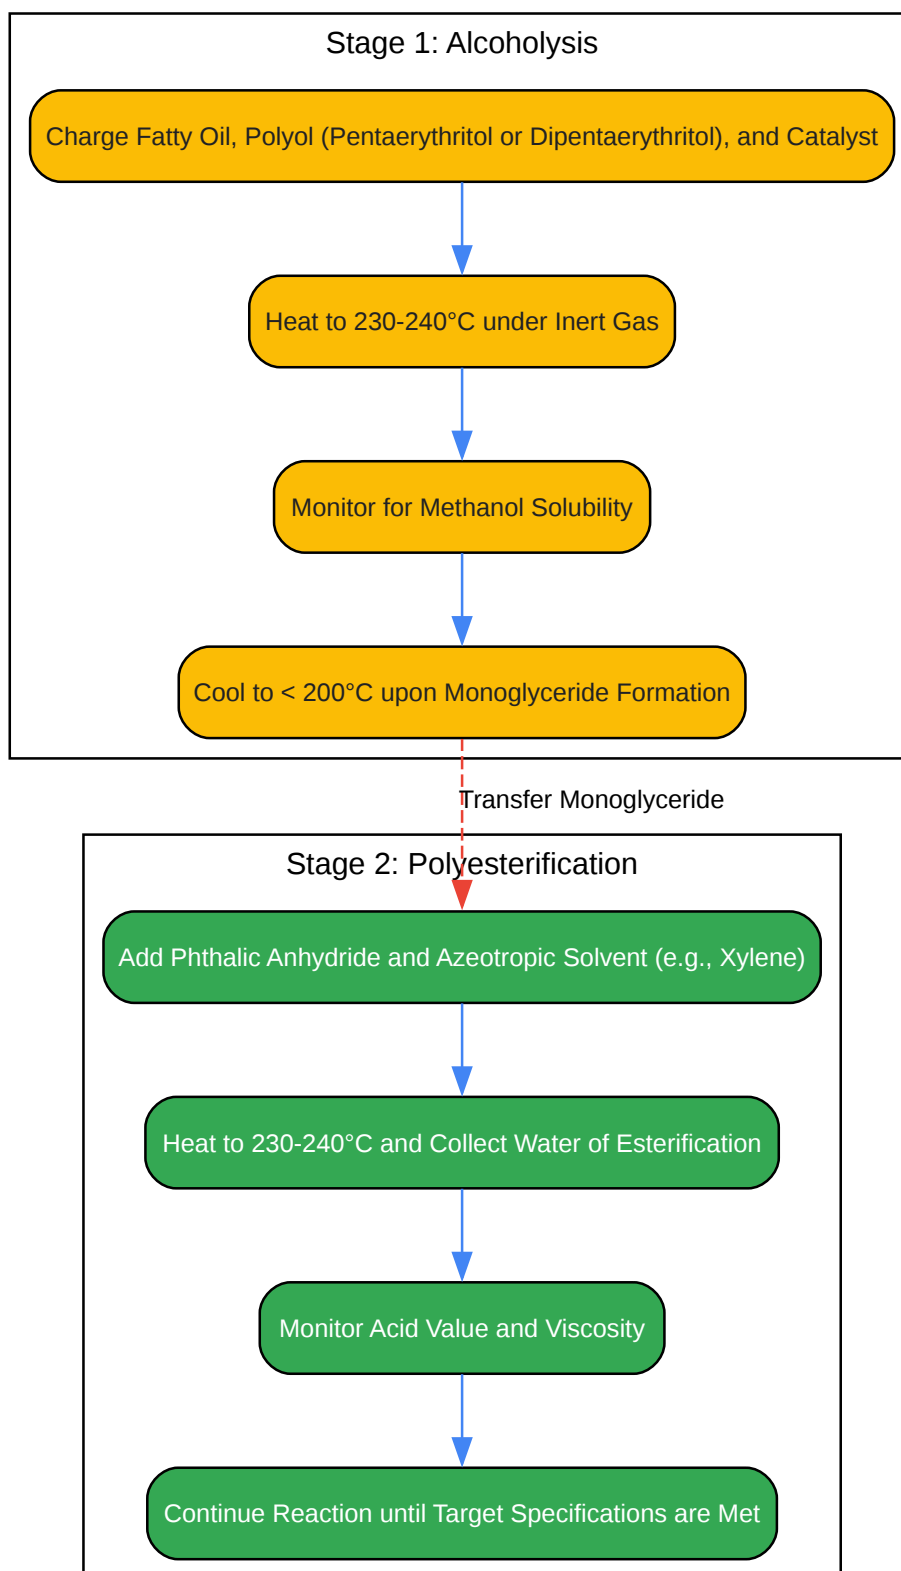 Stage 1: Alcoholysis
Charge Fatty Oil, Polyol (Pentaerythritol or Dipentaerythritol), and Catalyst
Heat to 230-240°C under Inert Gas
Monitor for Methanol Solubility
Cool to < 200°C upon Monoglyceride Formation
Transfer Monoglyceride
Stage 2: Polyesterification
Add Phthalic Anhydride and Azeotropic Solvent (e.g., Xylene)
Heat to 230-240°C and Collect Water of Esterification
Monitor Acid Value and Viscosity
Continue Reaction until Target Specifications are Met